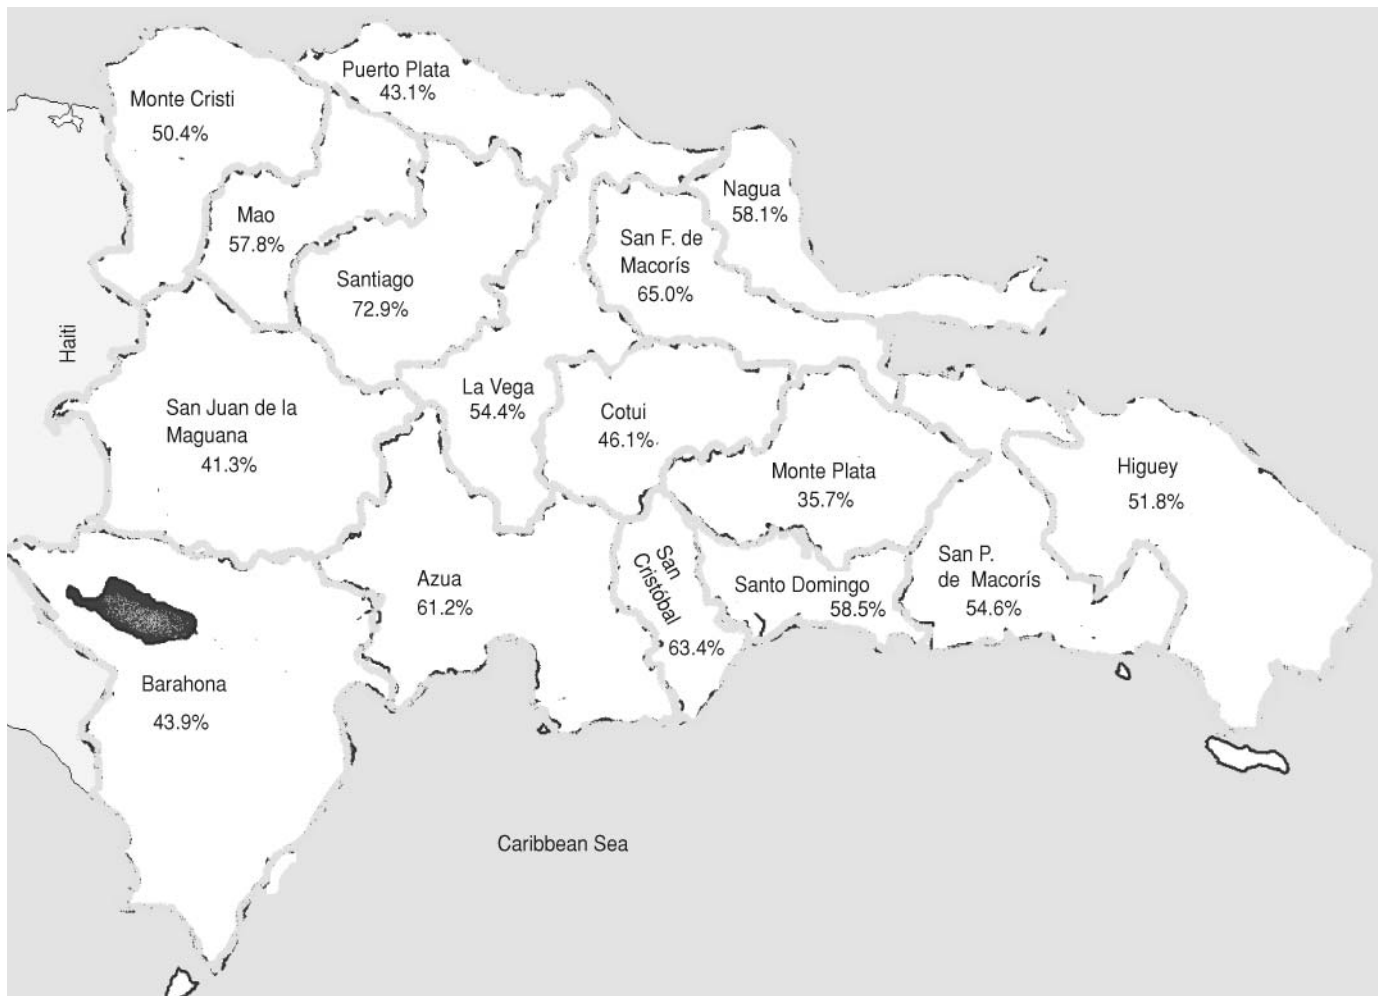 Puerto Plata
43.1%
Monte Cristi
50.4%
Nagua
58.1%
Mao
57.8%
San F. de
Macorís
65.0%
Santiago
72.9%
Haiti
La Vega
54.4%
San Juan de la
Maguana
41.3%
Cotui
46.1%
Monte Plata
35.7%
Higuey
51.8%
San P.
de Macorís
54.6%
Azua
61.2%
San
Cristóbal
63.4%
Santo Domingo
58.5%
Barahona
43.9%
Caribbean Sea